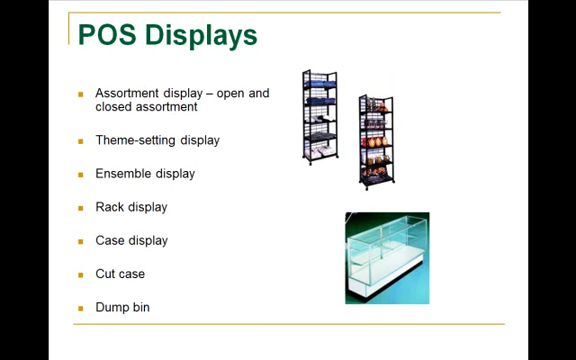 POS Displays
Assortment display – open and
closed assortment
Theme-setting display
Ensemble display
Rack display
Case display
Cut case
Dump bin